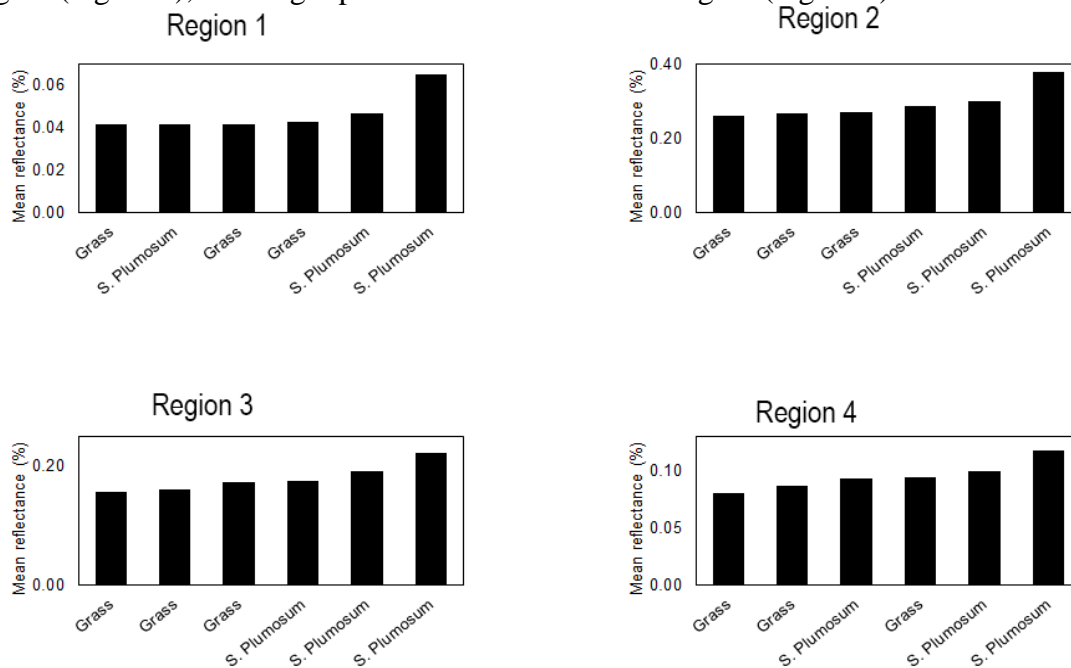 Region 1
Mean reflectance (%)
0.06
0.04
0.02
0.00
Grass
S. Plumosum
Grass
Grass
S. Plumosum
S. Plumosum
Region 2
Mean reflectance (%)
0.40
0.20
0.00
Grass
Grass
Grass
S. Plumosum
S. Plumosum
S. Plumosum
Region 3
Mean reflectance (%)
0.20
0.00
Grass
Grass
Grass
S. Plumosum
S. Plumosum
S. Plumosum
Region 4
Mean reflectance (%)
0.10
0.05
0.00
Grass
Grass
S. Plumosum
Grass
S. Plumosum
S. Plumosum